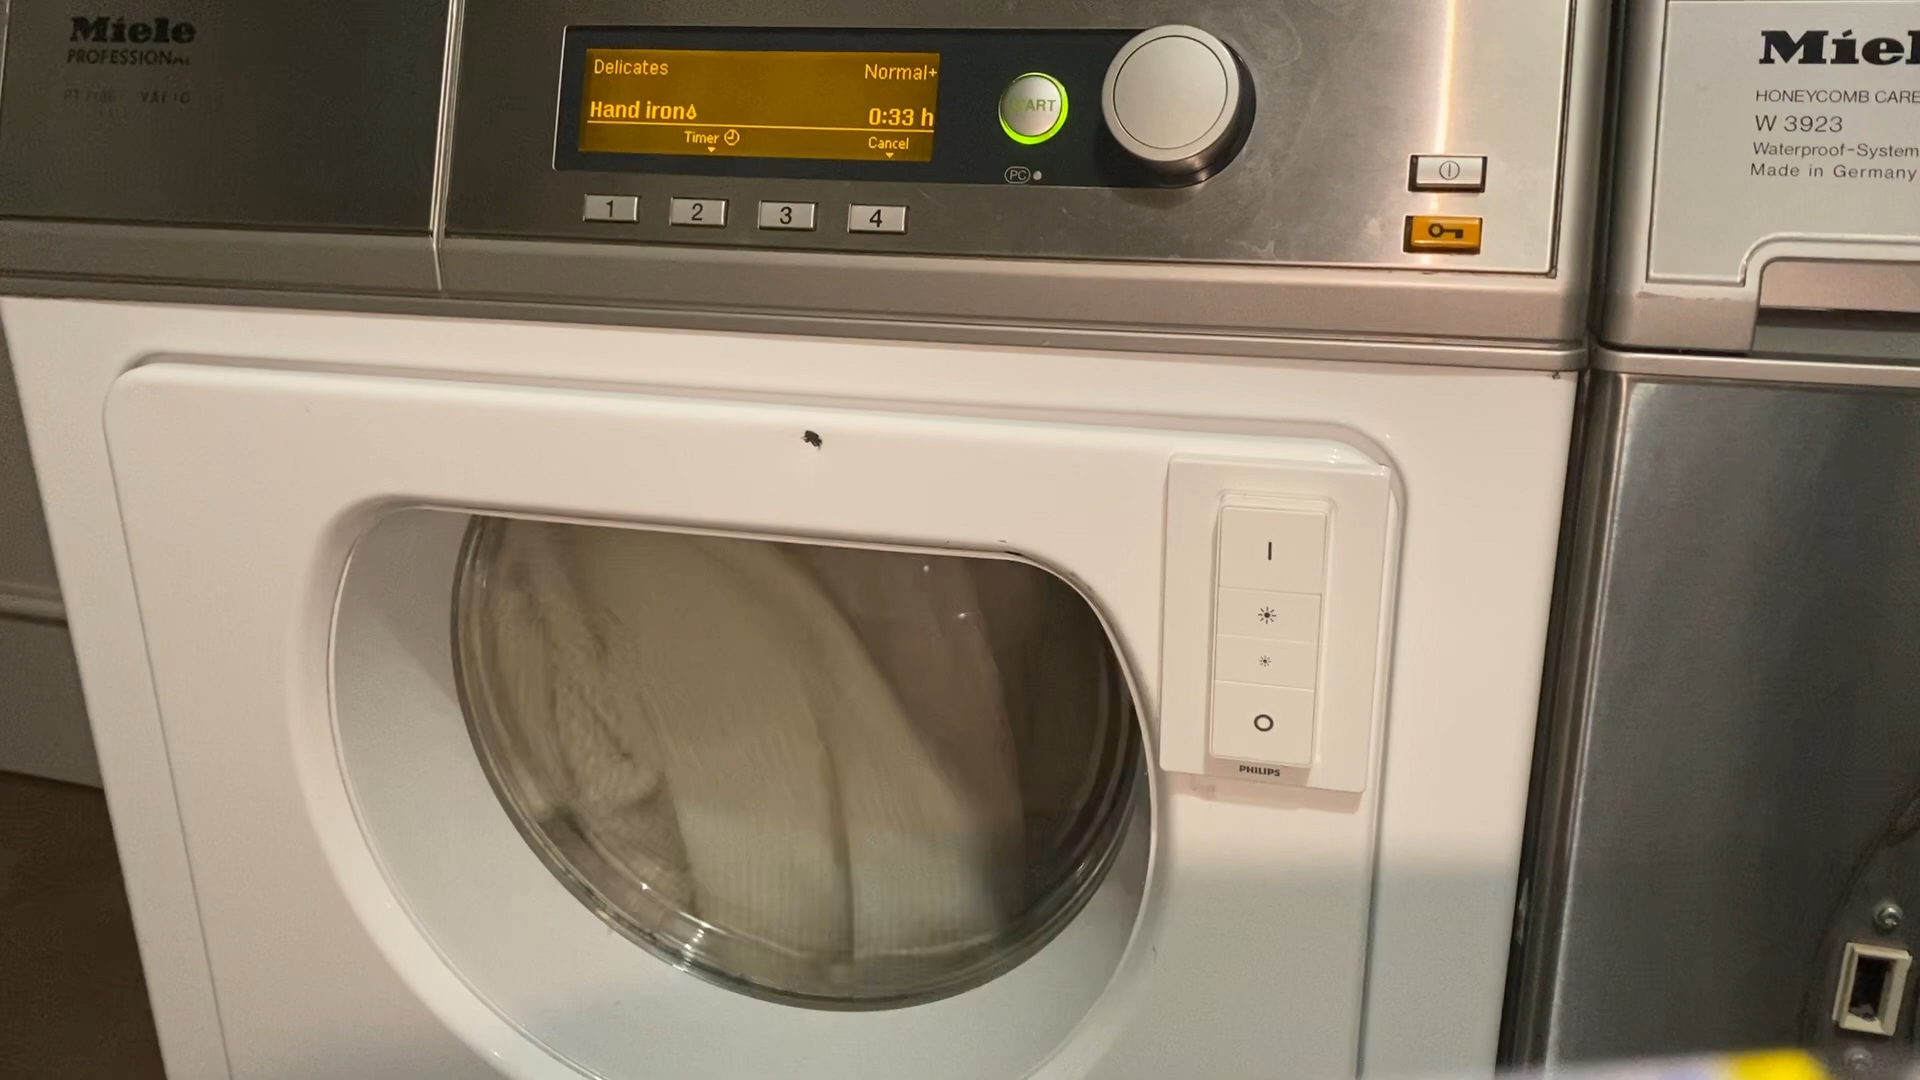 Miele
PROFESSIONAL
Delicates
Normal+
Hand iron
0:33 h
Timer
Cancel
START
PC
1
2
3
4
Miel
HONEYCOMB CARE
W 3923
Waterproof-System
Made in Germany
PHILIPS